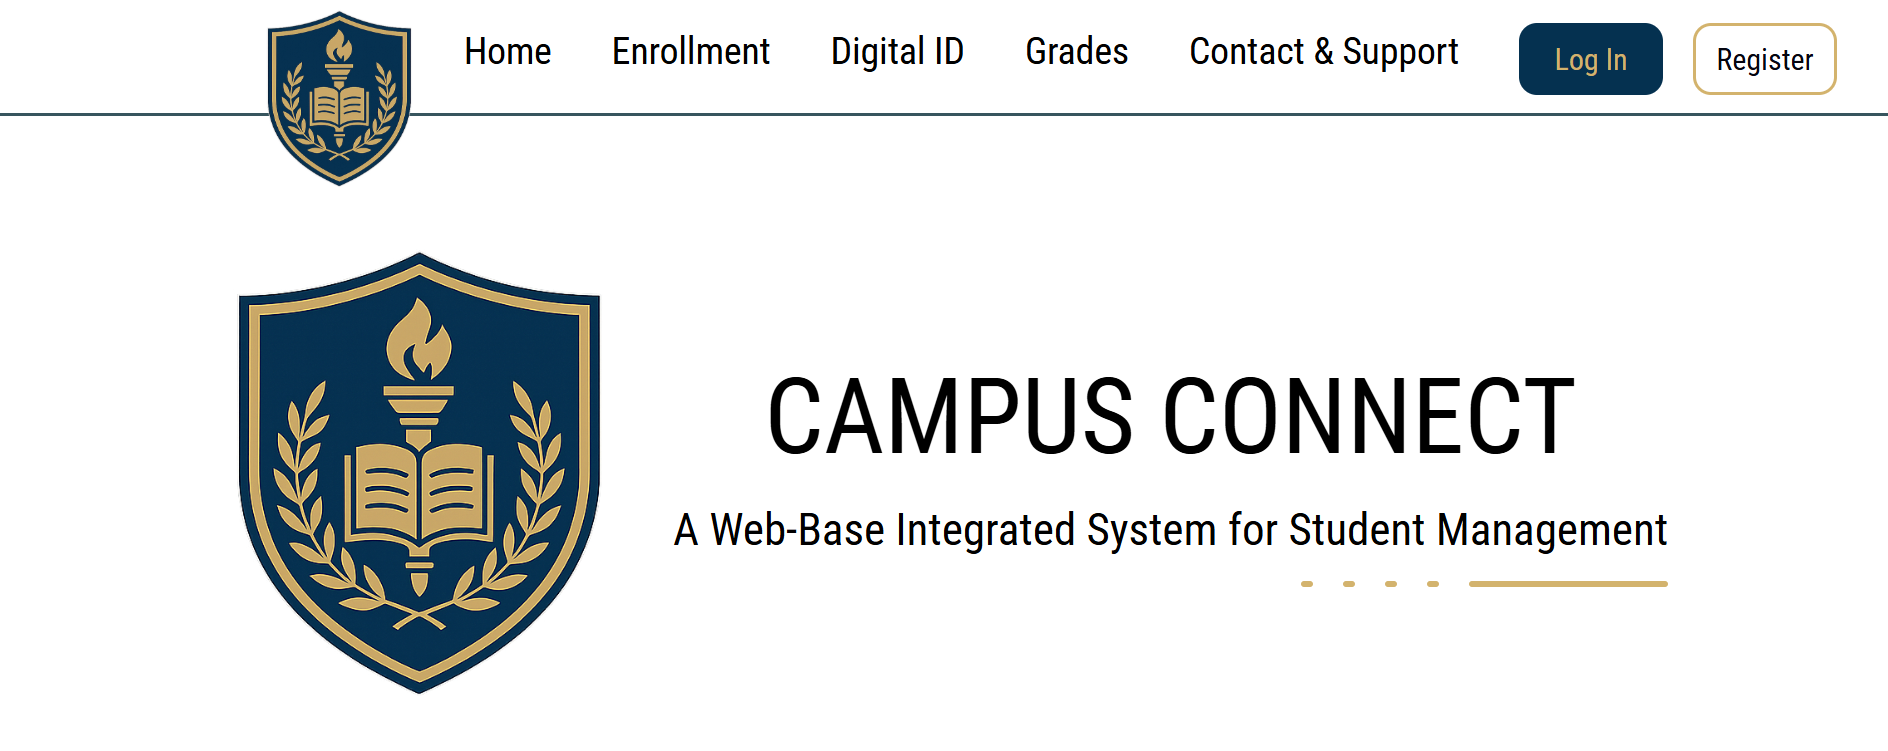 Home Enrollment Digital ID Grades Contact & Support Log In Register
CAMPUS CONNECT
A Web-Base Integrated System for Student Management